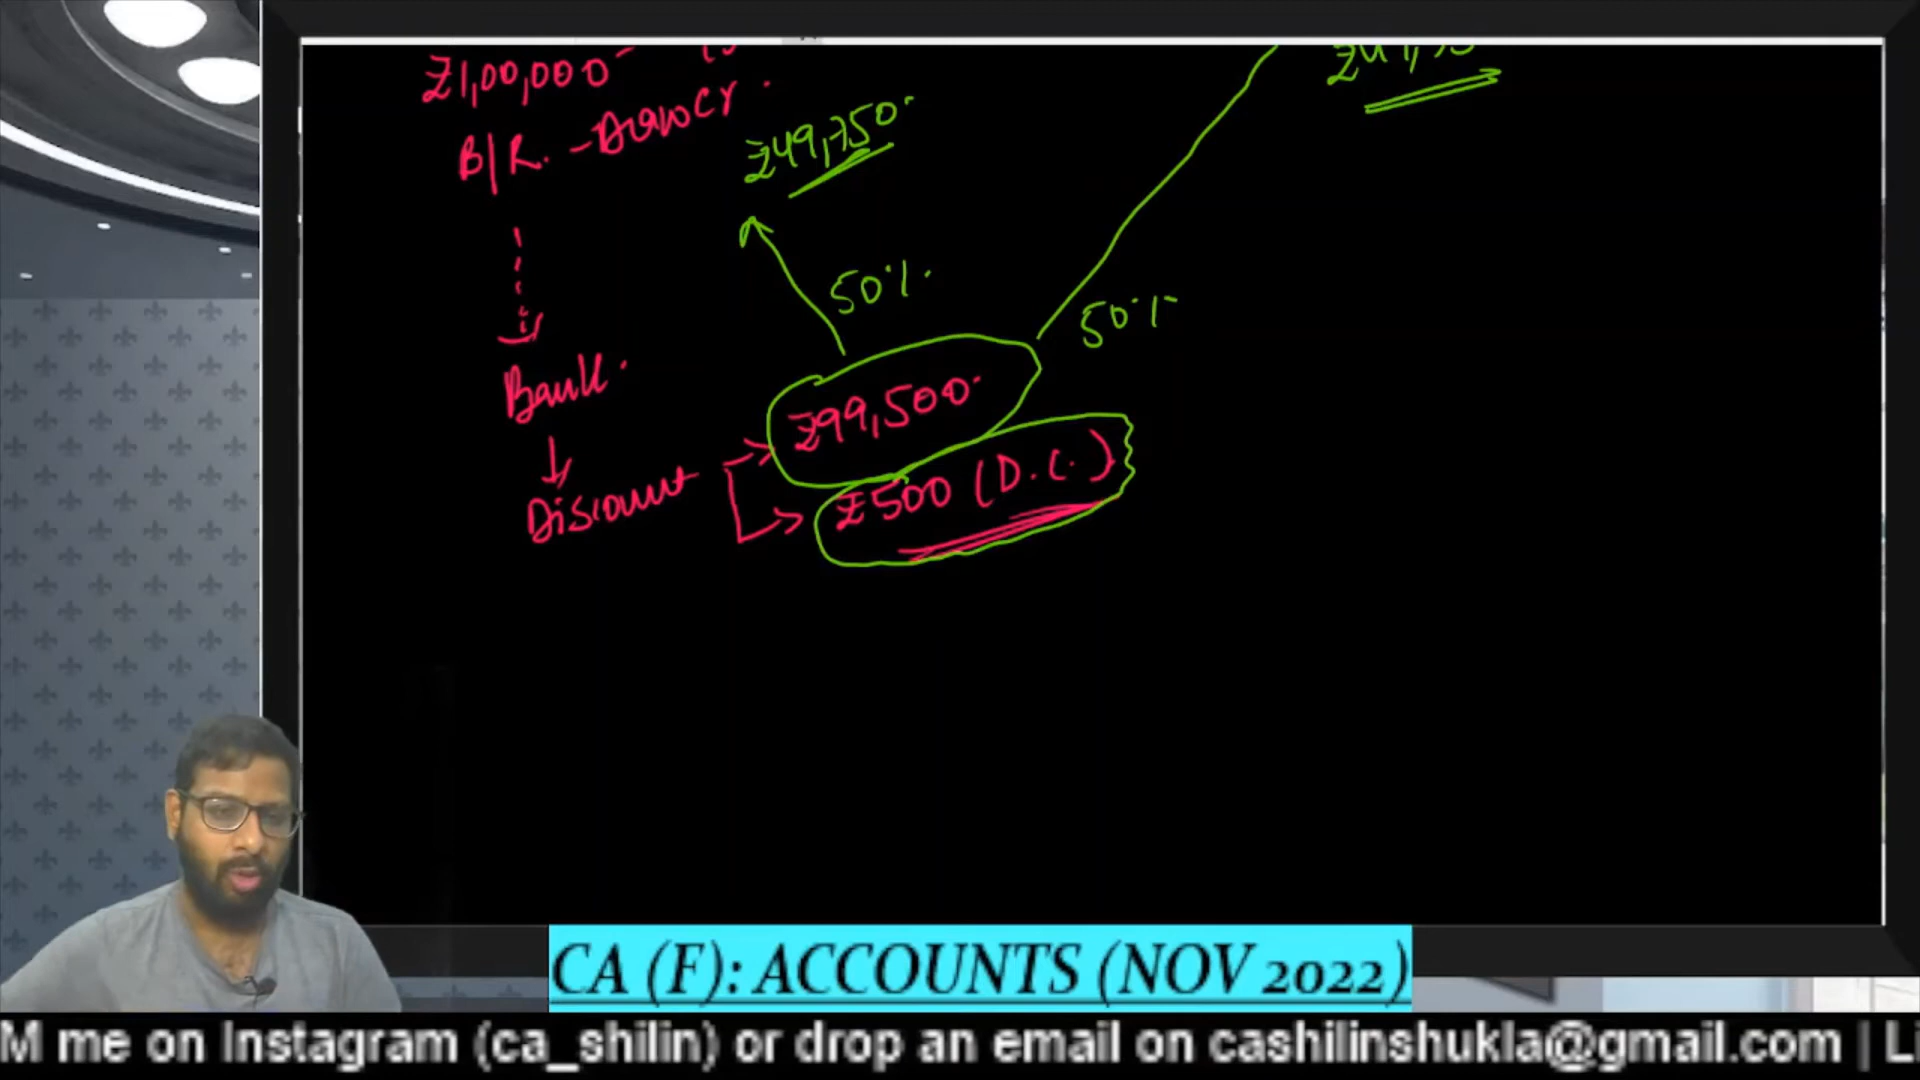 ₹1,00,000
B/R. - Drawer.
₹49,750
50%.
50%
Bank.
₹99,500
Discount
₹500 (D.C.)
CA (F): ACCOUNTS (NOV 2022)
M me on Instagram (ca_shilin) or drop an email on cashilinshukla@gmail.com | Li